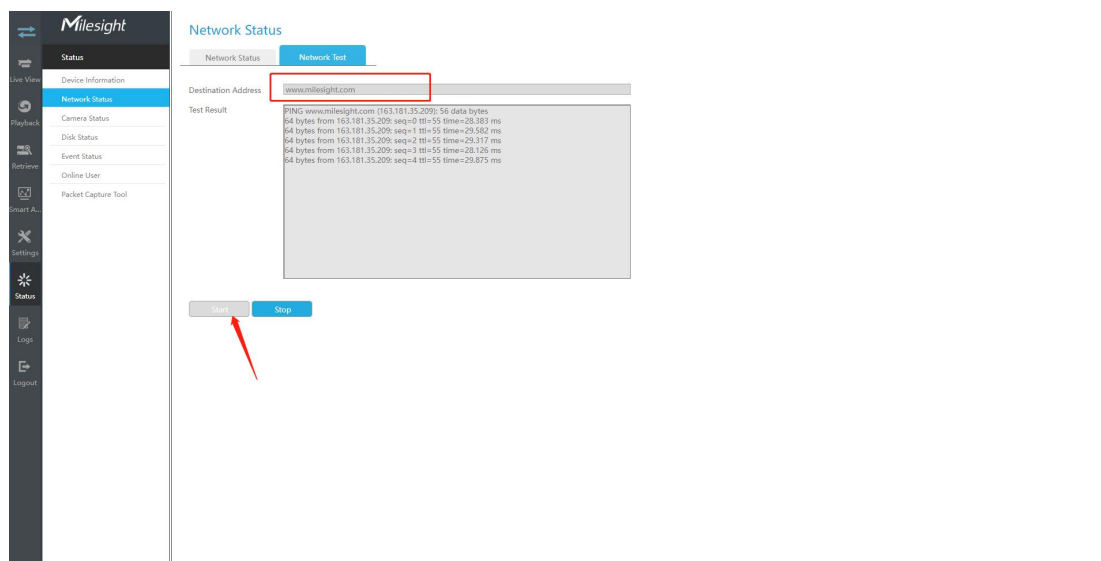 Milesight
Network Status
Status
Network Status
Network Test
Live View
Device Information
Destination Address
www.milesight.com
Network Status
Test Result
PING www.milesight.com (163.181.35.209): 56 data bytes
64 bytes from 163.181.35.209: seq=0 ttl=55 time=28.383 ms
64 bytes from 163.181.35.209: seq=1 ttl=55 time=29.582 ms
64 bytes from 163.181.35.209: seq=2 ttl=55 time=29.317 ms
64 bytes from 163.181.35.209: seq=3 ttl=55 time=28.126 ms
64 bytes from 163.181.35.209: seq=4 ttl=55 time=29.875 ms
Playback
Camera Status
Disk Status
Event Status
Retrieve
Online User
Packet Capture Tool
Smart A...
Settings
Status
Start
Stop
Logs
Logout